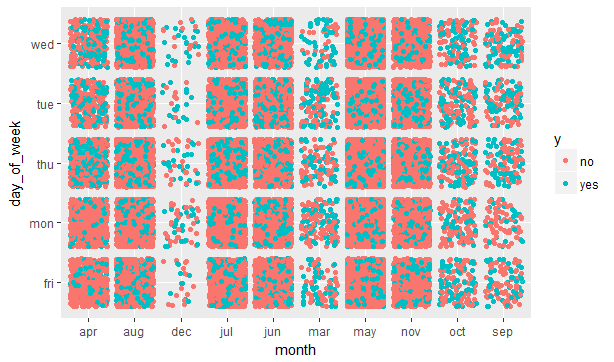 day_of_week
wed
tue
thu
mon
fri
apr aug dec jul jun mar may nov oct sep
month
y
no
yes